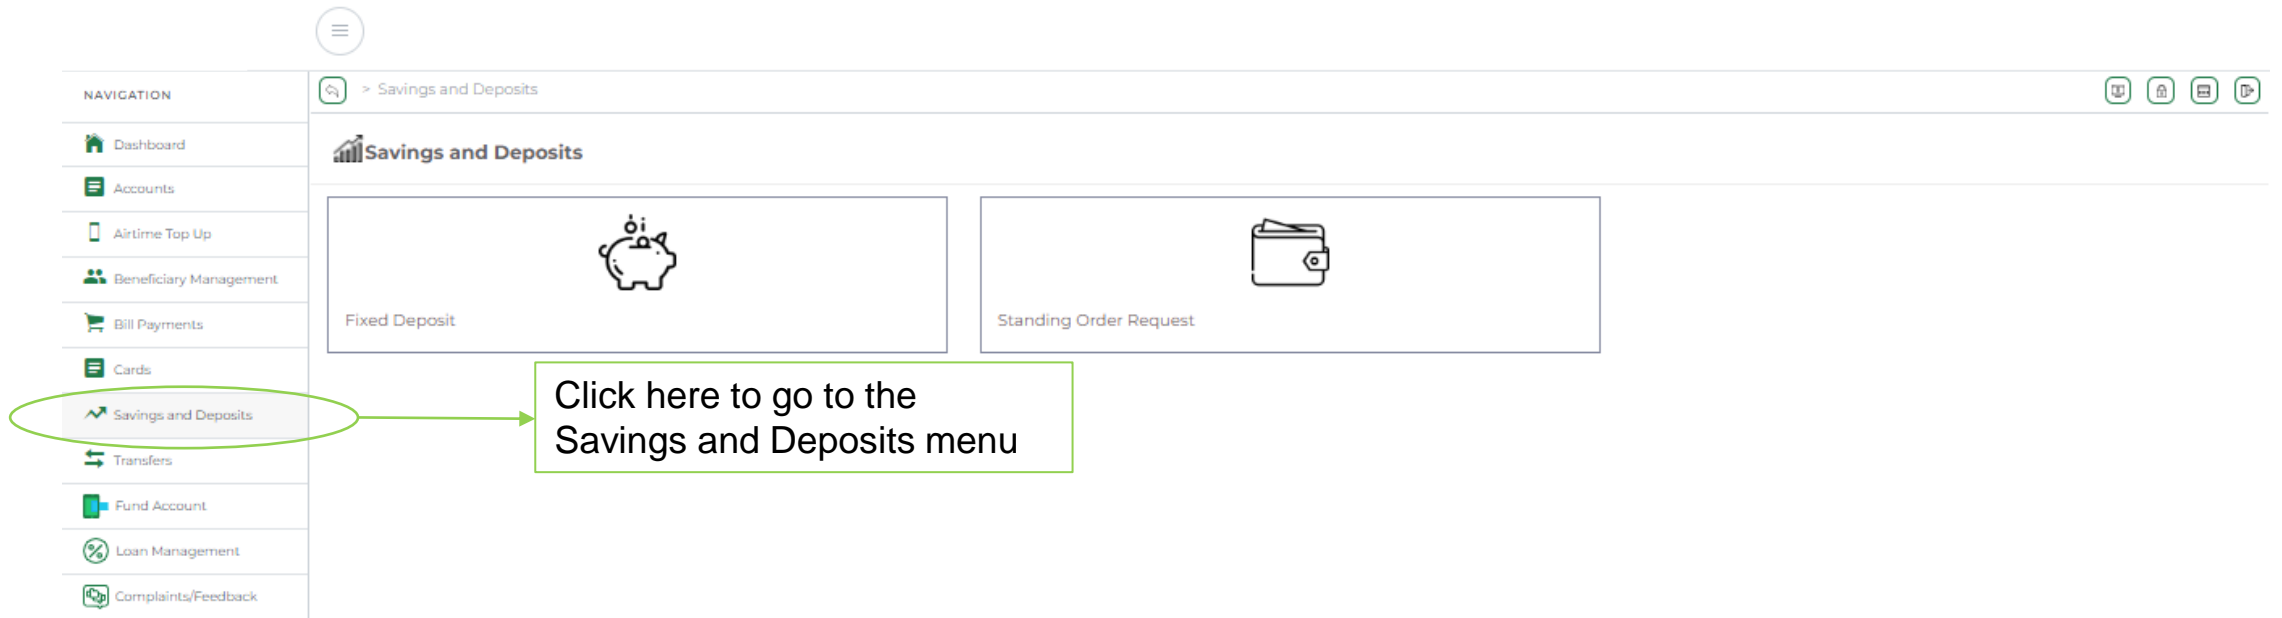 NAVIGATION
> Savings and Deposits
Dashboard
Savings and Deposits
Accounts
Airtime Top Up
Beneficiary Management
Bill Payments
Fixed Deposit
Standing Order Request
Cards
Savings and Deposits
Click here to go to the
Savings and Deposits menu
Transfers
Fund Account
Loan Management
Complaints/Feedback